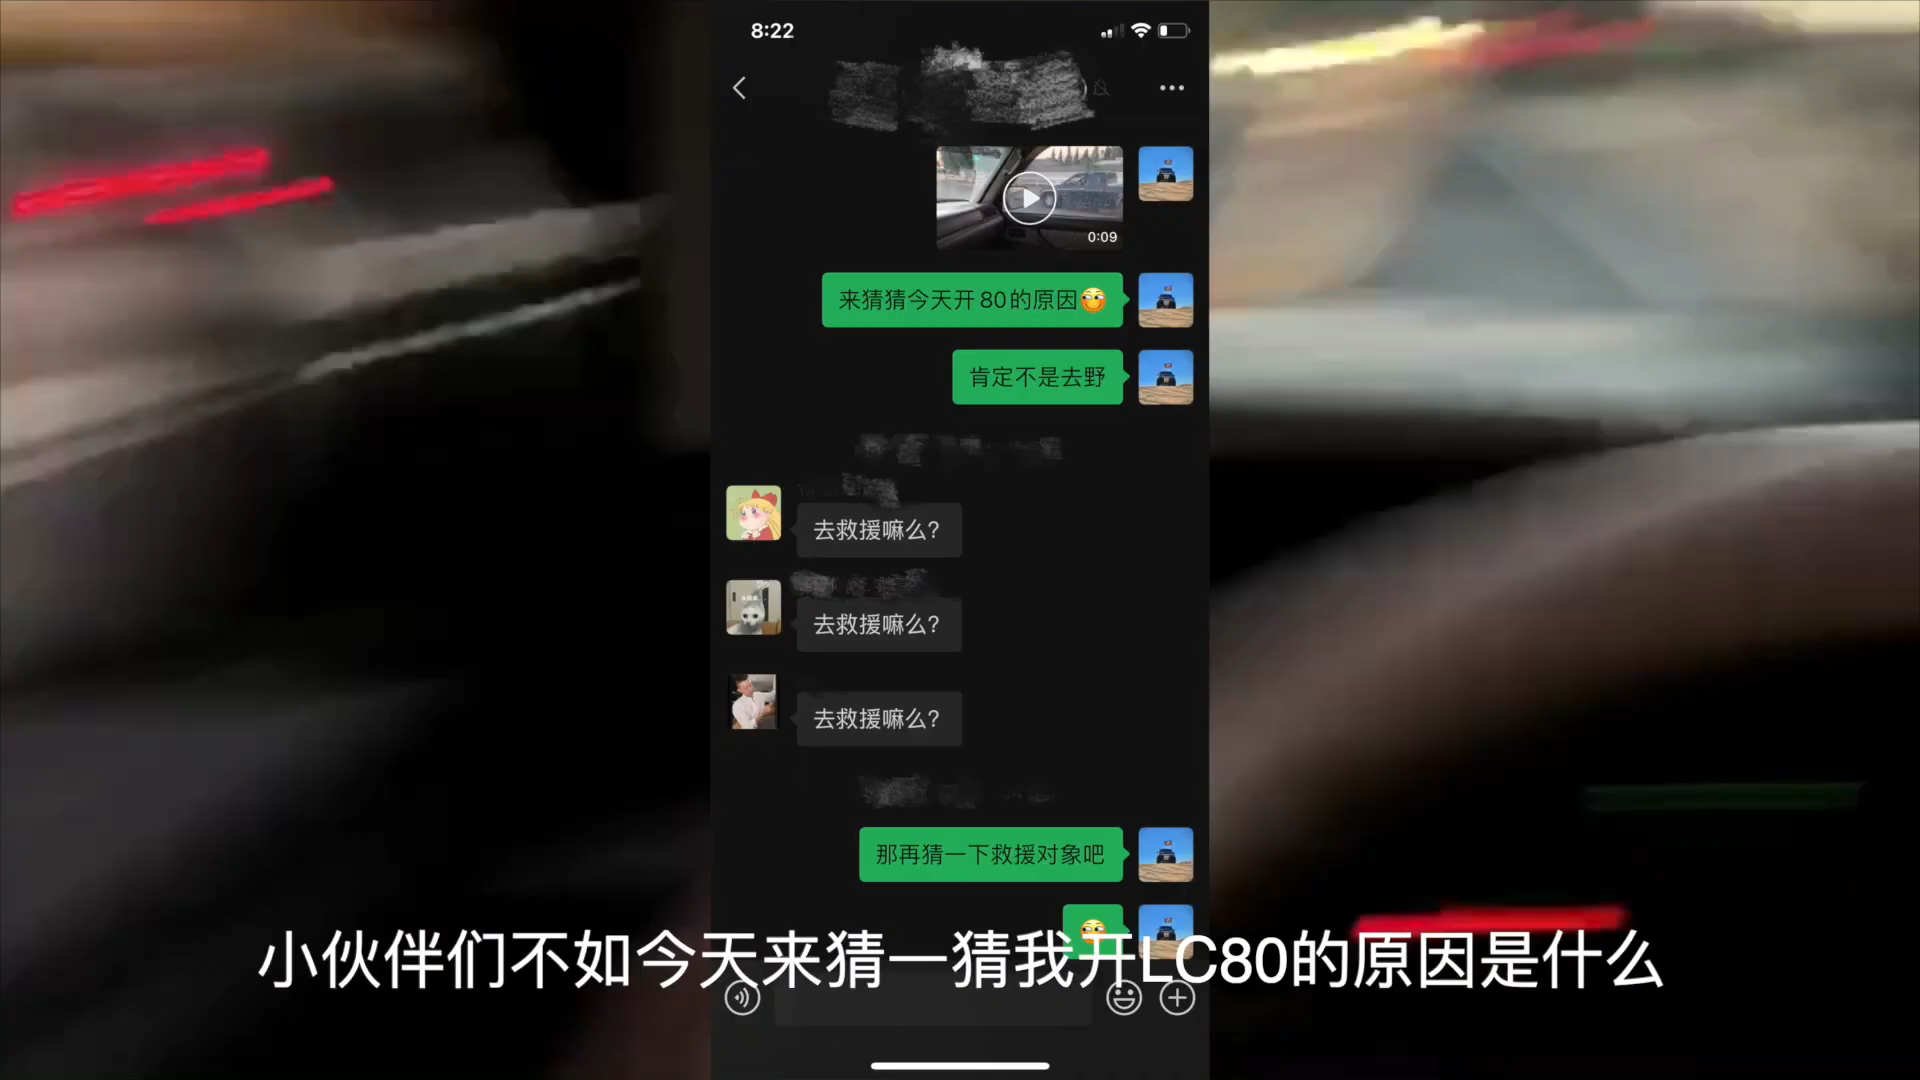 8:22
0:09
来猜猜今天开80的原因
肯定不是去野
去救援嘛么?
去救援嘛么?
去救援嘛么?
那再猜一下救援对象吧
小伙伴们不如今天来猜一猜我开LC80的原因是什么